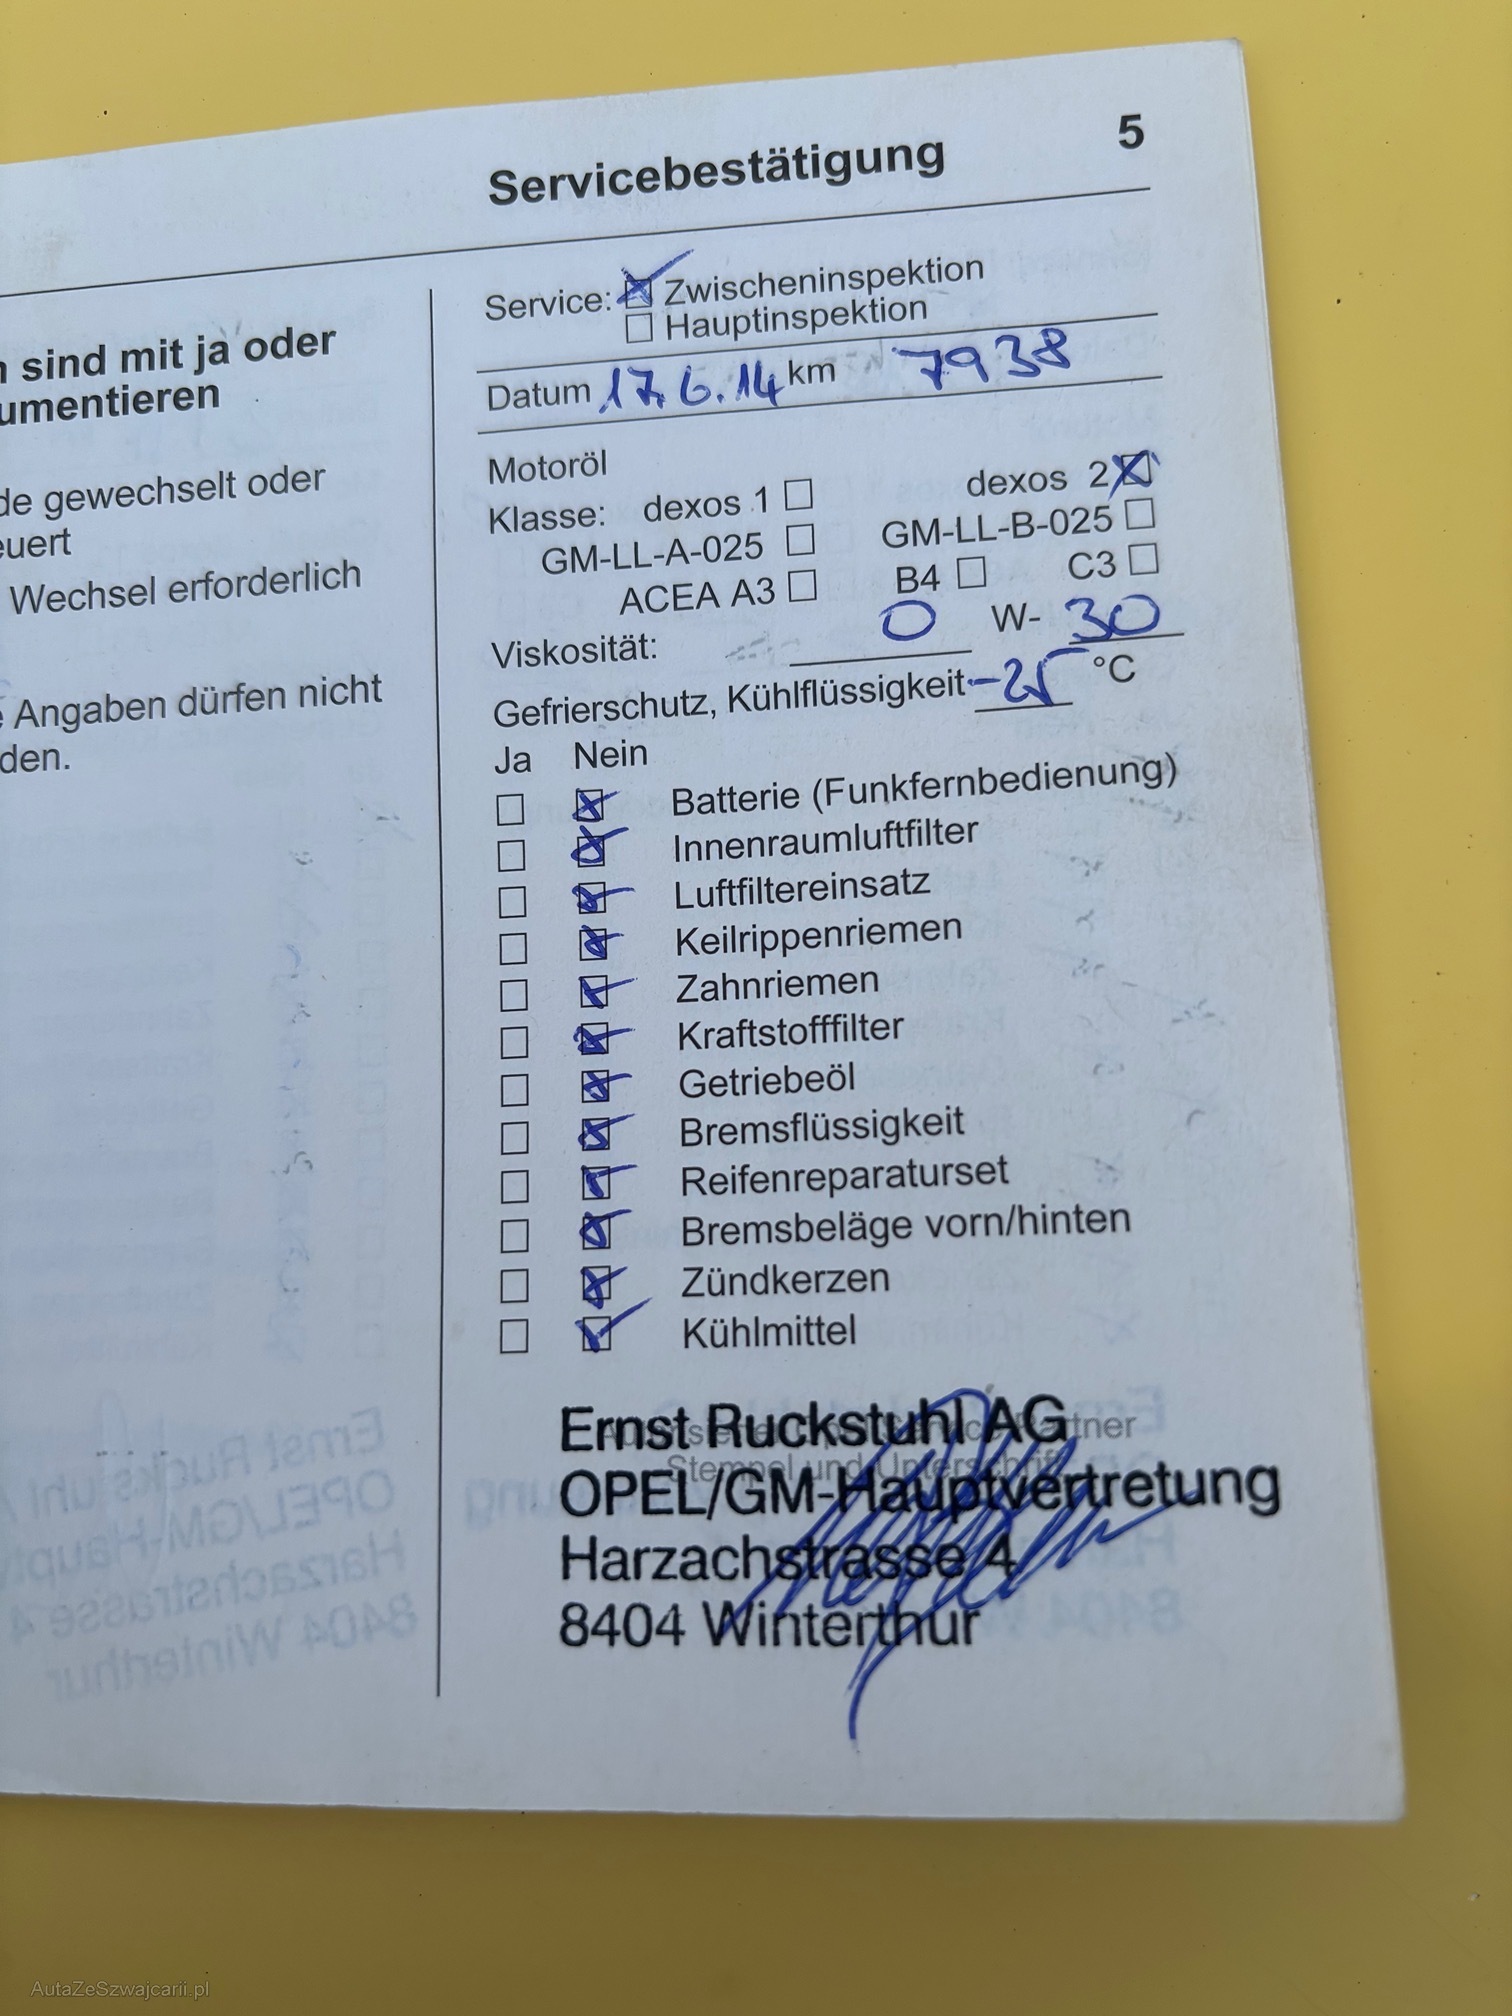 Servicebestätigung 5
sind mit ja oder
umentieren
de gewechselt oder
euert
Wechsel erforderlich
Angaben dürfen nicht
den.
Service: Zwischeninspektion
Hauptinspektion
Datum 17.6.14 km 7938
Motoröl
Klasse: dexos 1 dexos 2
GM-LL-A-025 GM-LL-B-025
ACEA A3 B4 C3
Viskosität: 0 W- 30
Gefrierschutz, Kühlflüssigkeit -25 °C
Ja Nein
Batterie (Funkfernbedienung)
Innenraumluftfilter
Luftfiltereinsatz
Keilrippenriemen
Zahnriemen
Kraftstofffilter
Getriebeöl
Bremsflüssigkeit
Reifenreparaturset
Bremsbeläge vorn/hinten
Zündkerzen
Kühlmittel
Stempel und Unterschrift
Ernst Ruckstuhl AG
OPEL/GM-Hauptvertretung
Harzachstrasse 4
8404 Winterthur
AutaZeSzwajcarii.pl